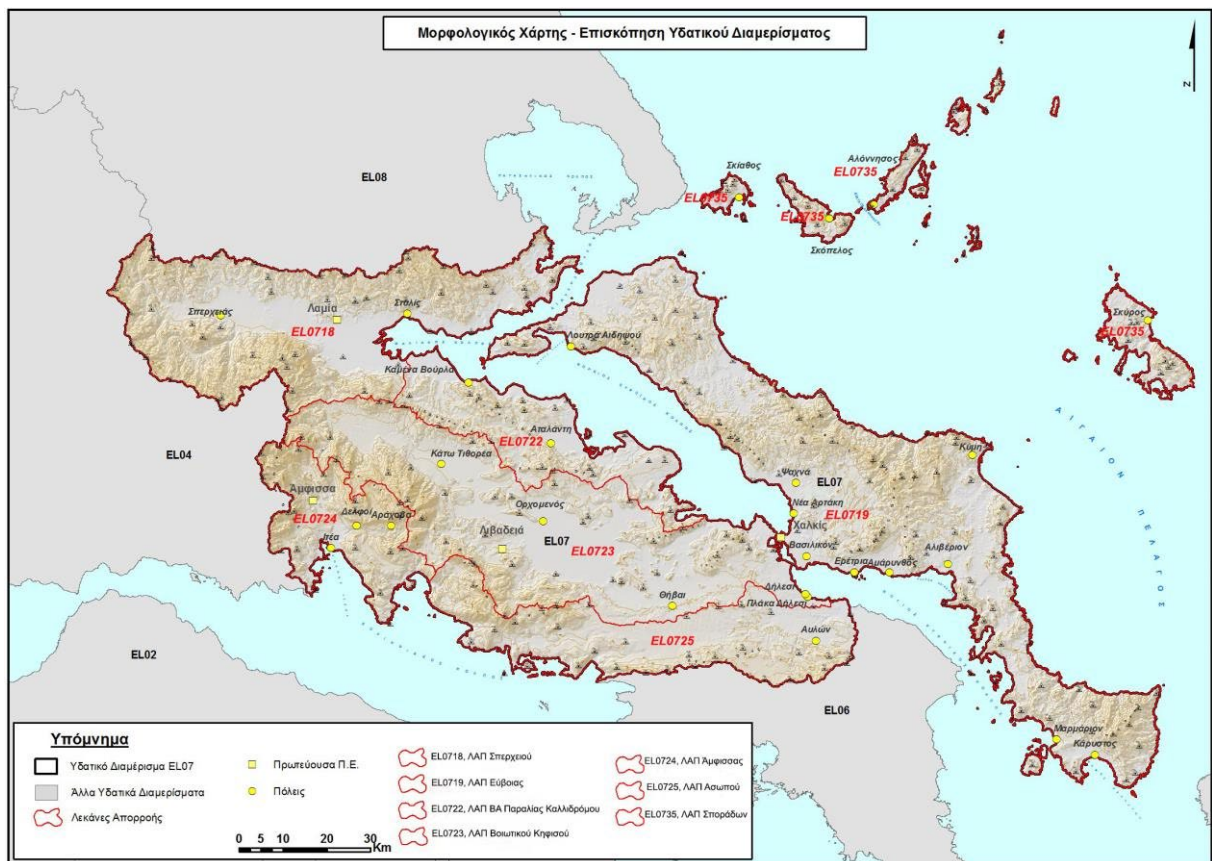 Μορφολογικός Χάρτης - Επισκόπηση Υδατικού Διαμερίσματος
Z
EL08
Σκίαθος
EL0735
Αλόννησος
EL0735
EL0735
Σκόπελος
Σκύρος
EL0735
Σπερχειάς
Λαμία
Στυλίς
EL0718
Λουτρά Αιδηψού
Καμένα Βούρλα
ΑΙΓΑΙΟΝ ΠΕΛΑΓΟΣ
Αταλάντη
EL0722
EL04
Κάτω Τιθορέα
Κύμη
Ψαχνά
EL07
Άμφισσα
EL0724
Δελφοί
Αράχοβα
Ορχομενός
Νέα Αρτάκη
EL0719
Χαλκίς
Ιτέα
Λιβαδειά
EL07
EL0723
Βασιλικόν
Ερέτρια
Αμάρυνθος
Αλιβέριον
Δήλεσι
Θήβαι
Πλάκα Δήλεσι
EL0725
Αυλών
EL02
EL06
Μαρμάριον
Κάρυστος
Υπόμνημα
Υδατικό Διαμέρισμα EL07
Άλλα Υδατικά Διαμερίσματα
Λεκάνες Απορροής
Πρωτεύουσα Π.Ε.
Πόλεις
0 5 10 20 30
Km
EL0718, ΛΑΠ Σπερχειού
EL0719, ΛΑΠ Εύβοιας
EL0722, ΛΑΠ ΒΑ Παραλίας Καλλιδρόμου
EL0723, ΛΑΠ Βοιωτικού Κηφισού
EL0724, ΛΑΠ Άμφισσας
EL0725, ΛΑΠ Ασωπού
EL0735, ΛΑΠ Σποράδων